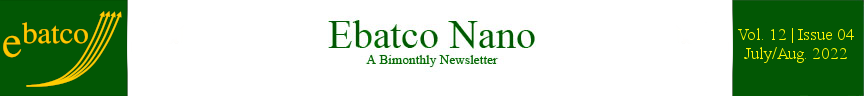 ebatco
Ebatco Nano
A Bimonthly Newsletter
Vol. 12 | Issue 04
July/Aug. 2022